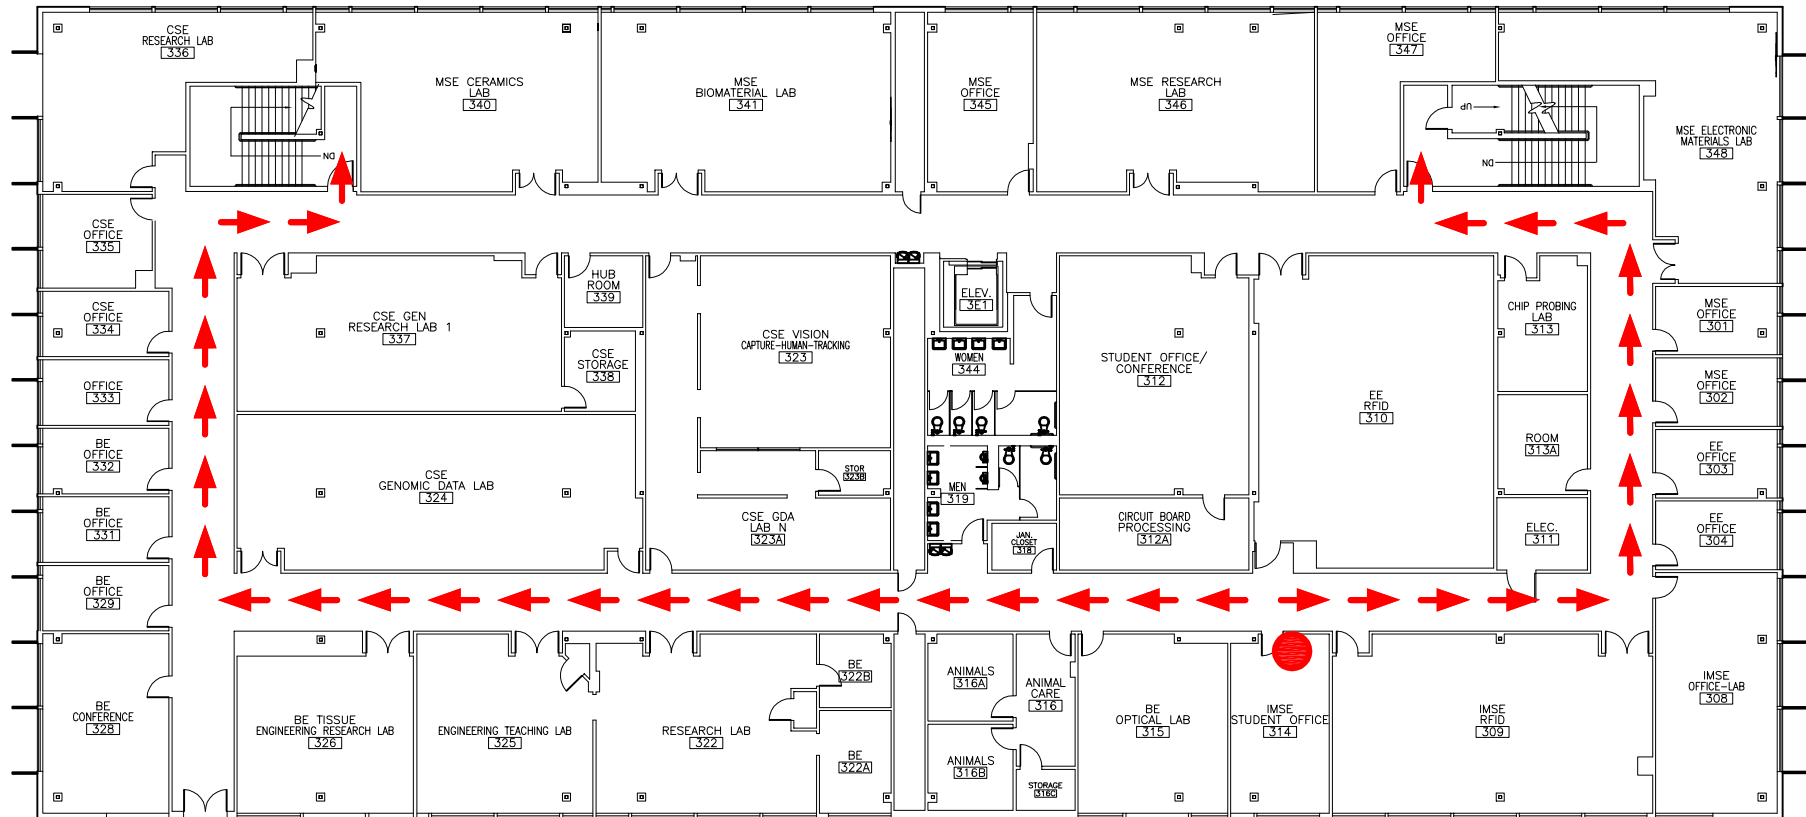 CSE
RESEARCH LAB
336
MSE CERAMICS
LAB
340
MSE
BIOMATERIAL LAB
341
MSE
OFFICE
345
MSE RESEARCH
LAB
346
MSE
OFFICE
347
UP
DN
MSE ELECTRONIC
MATERIALS LAB
348
DN
CSE
OFFICE
335
CSE
OFFICE
334
OFFICE
333
BE
OFFICE
332
BE
OFFICE
331
BE
OFFICE
329
BE
CONFERENCE
328
CSE GEN
RESEARCH LAB 1
337
HUB
ROOM
339
CSE
STORAGE
338
CSE VISION
CAPTURE-HUMAN-TRACKING
323
CSE
GENOMIC DATA LAB
324
STOR
323B
CSE GDA
LAB N
323A
ELEV.
3E1
WOMEN
344
MEN
319
JAN.
CLOSET
318
STUDENT OFFICE/
CONFERENCE
312
CIRCUIT BOARD
PROCESSING
312A
EE
RFID
310
CHIP PROBING
LAB
313
ROOM
313A
ELEC.
311
MSE
OFFICE
301
MSE
OFFICE
302
EE
OFFICE
303
EE
OFFICE
304
IMSE
OFFICE-LAB
308
BE TISSUE
ENGINEERING RESEARCH LAB
326
ENGINEERING TEACHING LAB
325
RESEARCH LAB
322
BE
322B
BE
322A
ANIMALS
316A
ANIMALS
316B
ANIMAL
CARE
316
STORAGE
316C
BE
OPTICAL LAB
315
IMSE
STUDENT OFFICE
314
IMSE
RFID
309